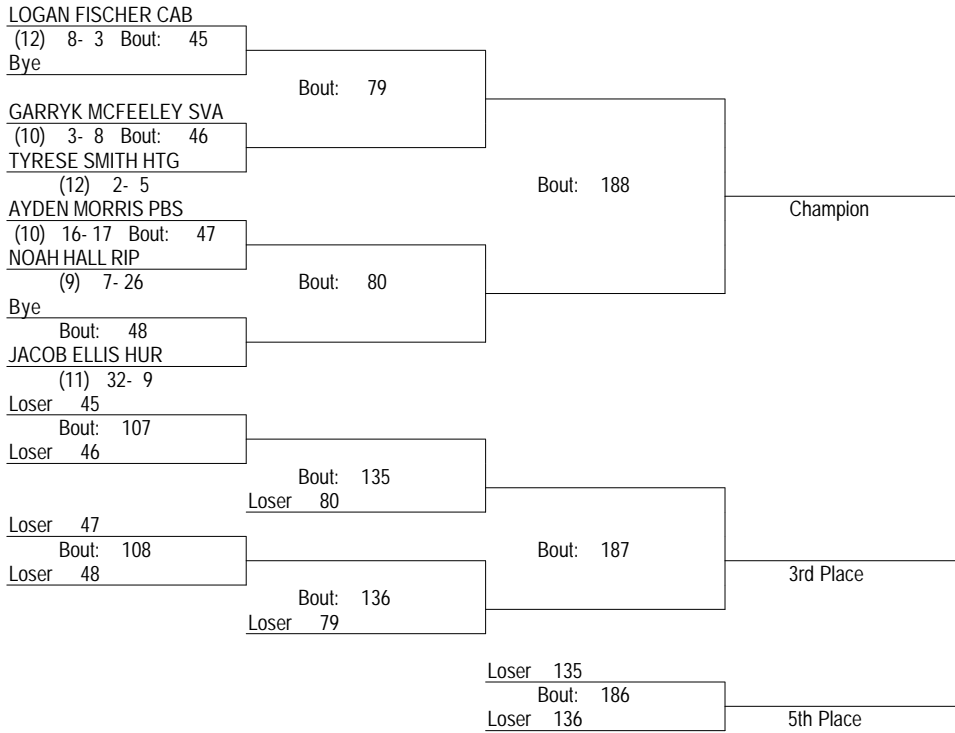 LOGAN FISCHER CAB
(12) 8- 3 Bout: 45
Bye
Bout: 79
GARRYK MCFEELEY SVA
(10) 3- 8 Bout: 46
TYRESE SMITH HTG
(12) 2- 5
Bout: 188
AYDEN MORRIS PBS
Champion
(10) 16- 17 Bout: 47
NOAH HALL RIP
(9) 7- 26
Bout: 80
Bye
Bout: 48
JACOB ELLIS HUR
(11) 32- 9
Loser 45
Bout: 107
Loser 46
Bout: 135
Loser 80
Loser 47
Bout: 108
Bout: 187
Loser 48
3rd Place
Bout: 136
Loser 79
Loser 135
Bout: 186
Loser 136
5th Place